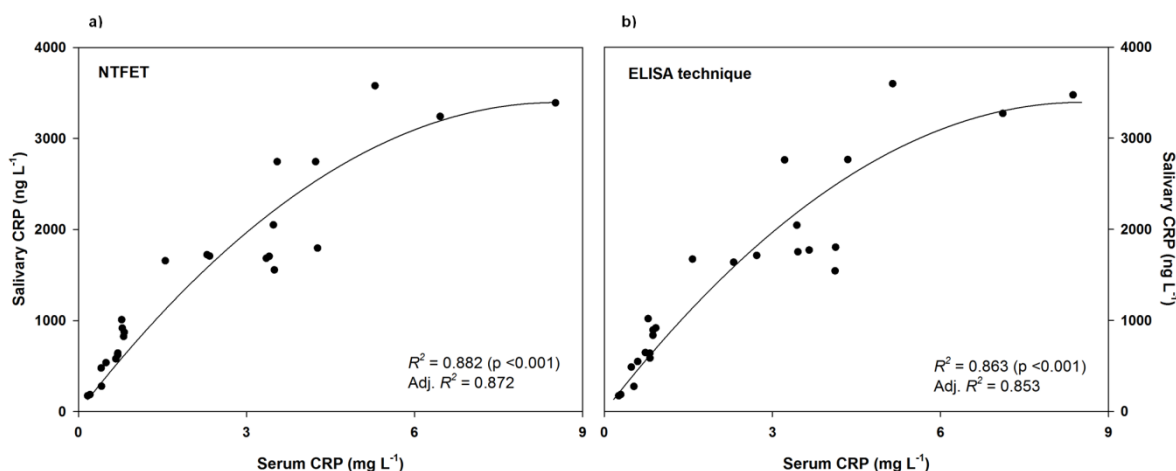 a)
NTFET
4000
3000
2000
1000
0
Salivary CRP (ng L⁻¹)
R² = 0.882 (p <0.001)
Adj. R² = 0.872
0 3 6 9
Serum CRP (mg L⁻¹)
b)
ELISA technique
4000
3000
2000
1000
0
Salivary CRP
(ng L⁻¹)
R² = 0.863 (p <0.001)
Adj. R² = 0.853
0 3 6 9
Serum CRP (mg L⁻¹)